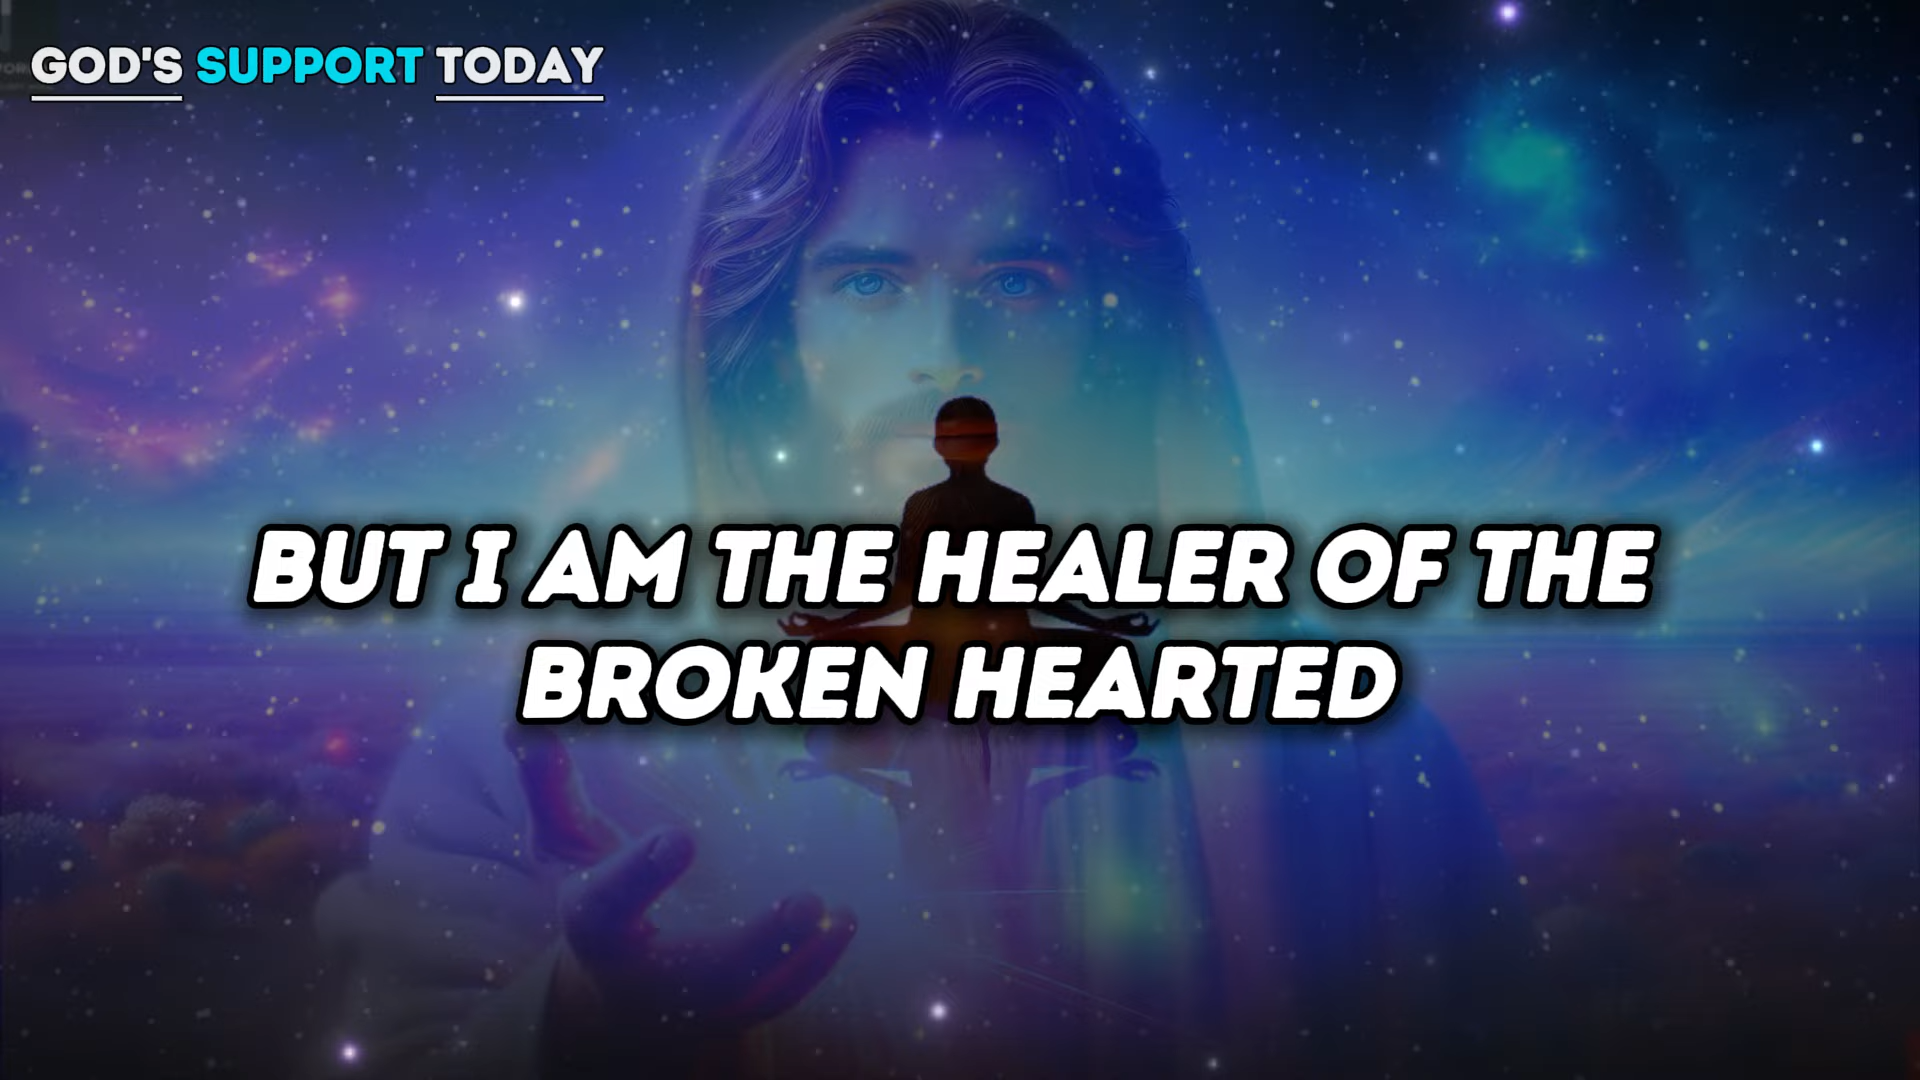 GOD'S SUPPORT TODAY
BUT I AM THE HEALER OF THE
BROKEN HEARTED